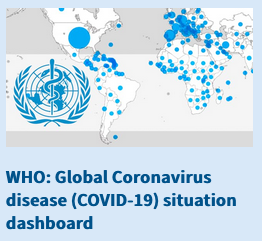 WHO: Global Coronavirus
disease (COVID-19) situation
dashboard